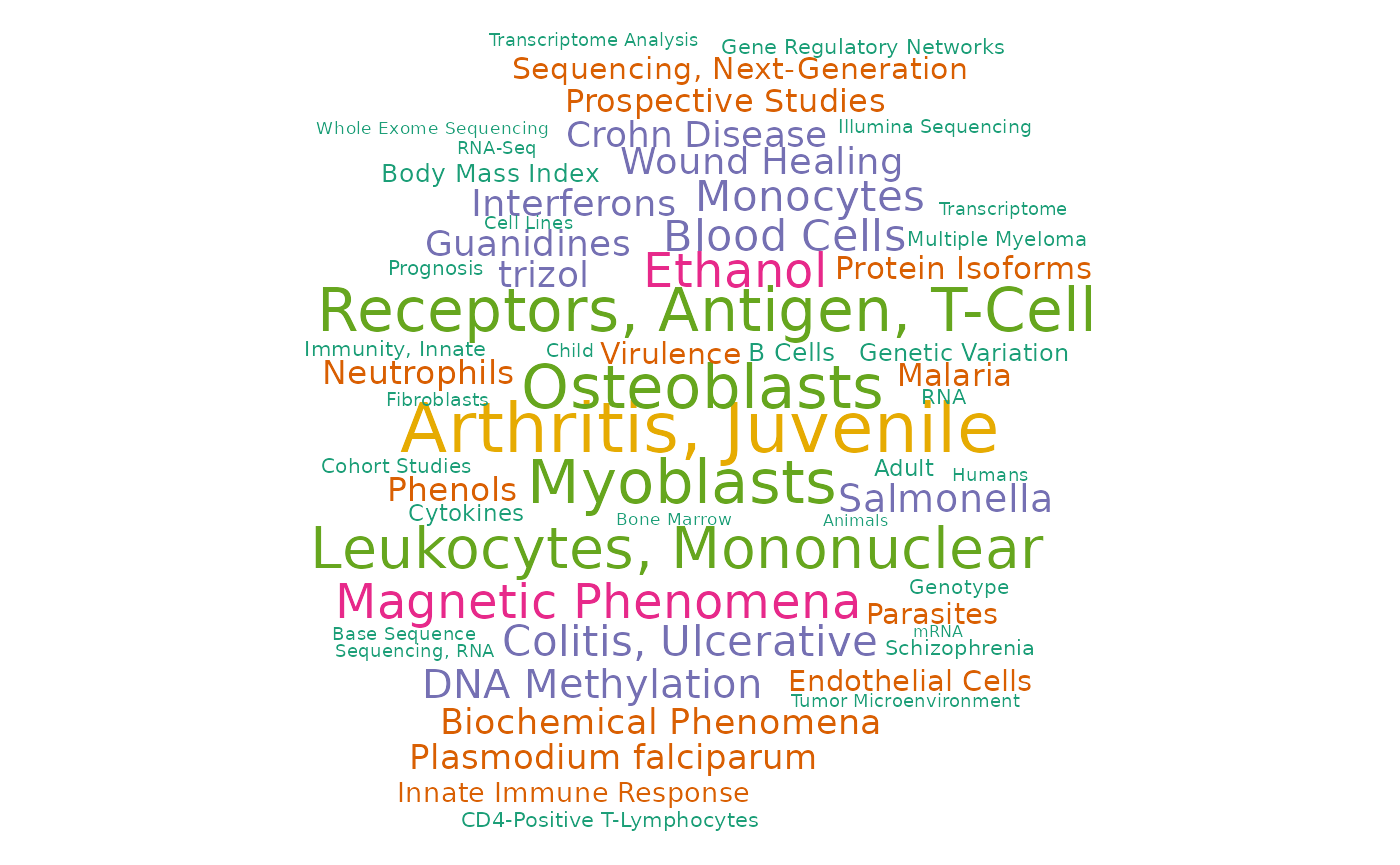 Transcriptome Analysis
Gene Regulatory Networks
Sequencing, Next-Generation
Prospective Studies
Whole Exome Sequencing
Crohn Disease
Illumina Sequencing
RNA-Seq
Wound Healing
Body Mass Index
Interferons
Monocytes
Transcriptome
Cell Lines
Guanidines
Blood Cells
Multiple Myeloma
Prognosis
trizol
Ethanol
Protein Isoforms
Receptors, Antigen, T-Cell
Immunity, Innate
Child
Virulence
B Cells
Genetic Variation
Neutrophils
Osteoblasts
Malaria
Fibroblasts
RNA
Arthritis, Juvenile
Cohort Studies
Adult
Humans
Phenols
Myoblasts
Salmonella
Cytokines
Bone Marrow
Animals
Leukocytes, Mononuclear
Genotype
Magnetic Phenomena
Parasites
Base Sequence
mRNA
Sequencing, RNA
Colitis, Ulcerative
Schizophrenia
DNA Methylation
Endothelial Cells
Tumor Microenvironment
Biochemical Phenomena
Plasmodium falciparum
Innate Immune Response
CD4-Positive T-Lymphocytes